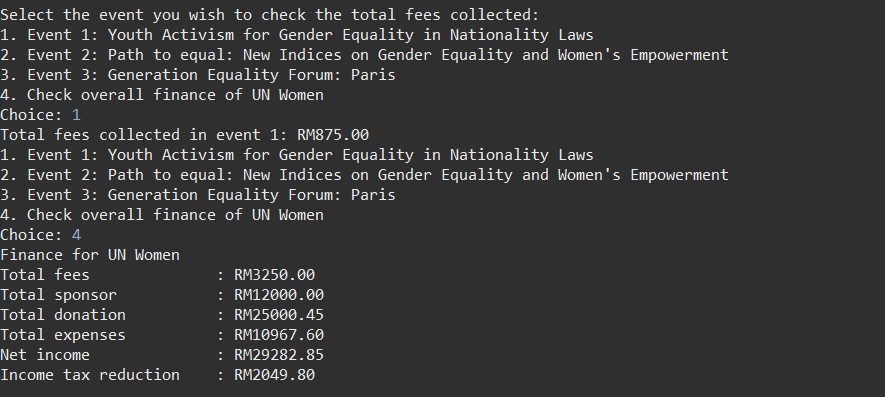 Select the event you wish to check the total fees collected:
1. Event 1: Youth Activism for Gender Equality in Nationality Laws
2. Event 2: Path to equal: New Indices on Gender Equality and Women's Empowerment
3. Event 3: Generation Equality Forum: Paris
4. Check overall finance of UN Women
Choice: 1
Total fees collected in event 1: RM875.00
1. Event 1: Youth Activism for Gender Equality in Nationality Laws
2. Event 2: Path to equal: New Indices on Gender Equality and Women's Empowerment
3. Event 3: Generation Equality Forum: Paris
4. Check overall finance of UN Women
Choice: 4
Finance for UN Women
Total fees : RM3250.00
Total sponsor : RM12000.00
Total donation : RM25000.45
Total expenses : RM10967.60
Net income : RM29282.85
Income tax reduction : RM2049.80